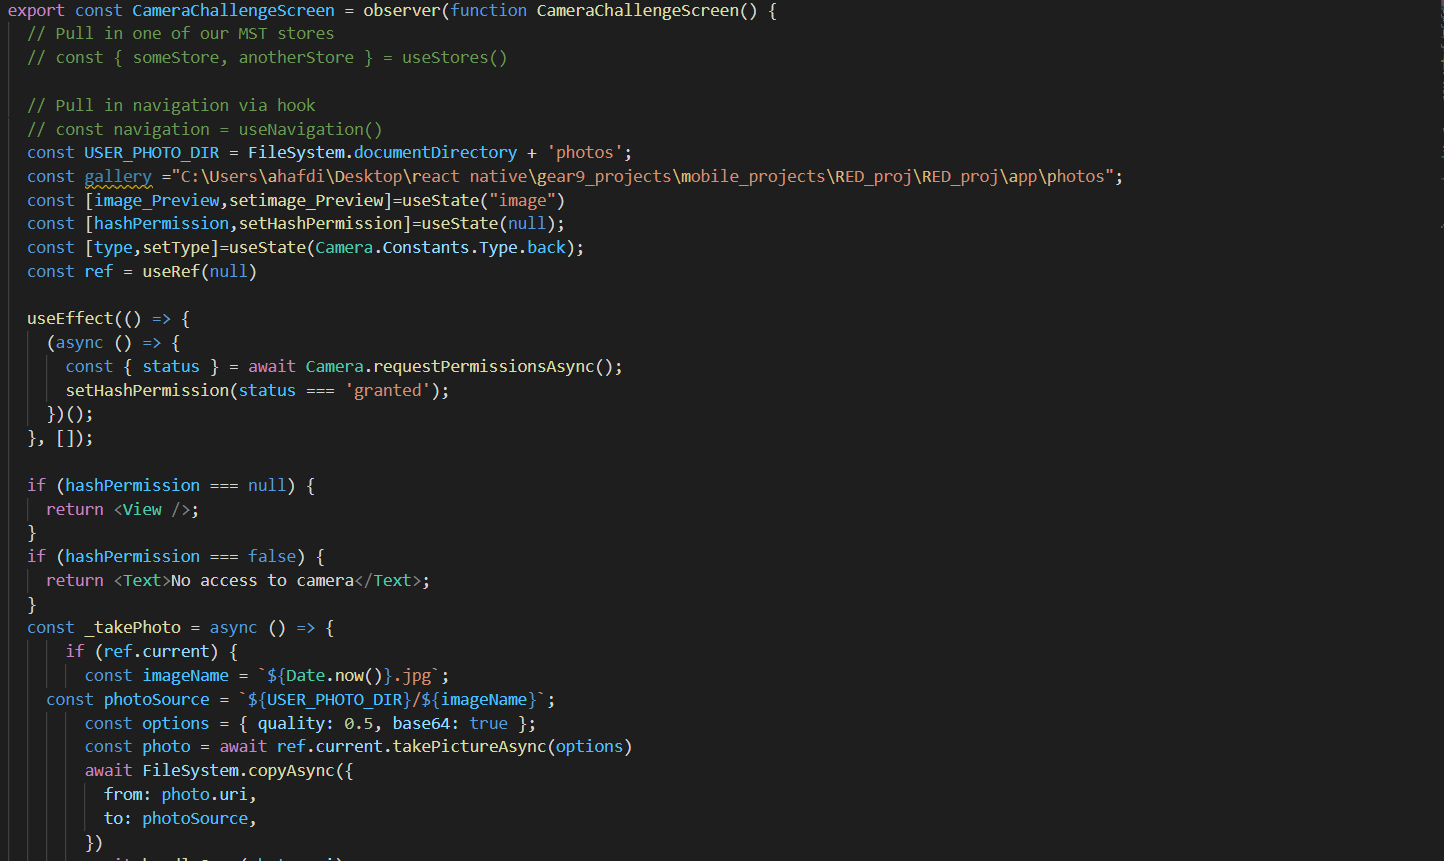 export const CameraChallengeScreen = observer(function CameraChallengeScreen() {
// Pull in one of our MST stores
// const { someStore, anotherStore } = useStores()
// Pull in navigation via hook
// const navigation = useNavigation()
const USER_PHOTO_DIR = FileSystem.documentDirectory + 'photos';
const gallery ="C:\Users\ahafdi\Desktop\react native\gear9_projects\mobile_projects\RED_proj\RED_proj\app\photos";
const [image_Preview,setimage_Preview]=useState("image")
const [hashPermission,setHashPermission]=useState(null);
const [type,setType]=useState(Camera.Constants.Type.back);
const ref = useRef(null)
useEffect(() => {
(async () => {
const { status } = await Camera.requestPermissionsAsync();
setHashPermission(status === 'granted');
})();
}, []);
if (hashPermission === null) {
return <View />;
}
if (hashPermission === false) {
return <Text>No access to camera</Text>;
}
const _takePhoto = async () => {
if (ref.current) {
const imageName = `${Date.now()}.jpg`;
const photoSource = `${USER_PHOTO_DIR}/${imageName}`;
const options = { quality: 0.5, base64: true };
const photo = await ref.current.takePictureAsync(options)
await FileSystem.copyAsync({
from: photo.uri,
to: photoSource,
})